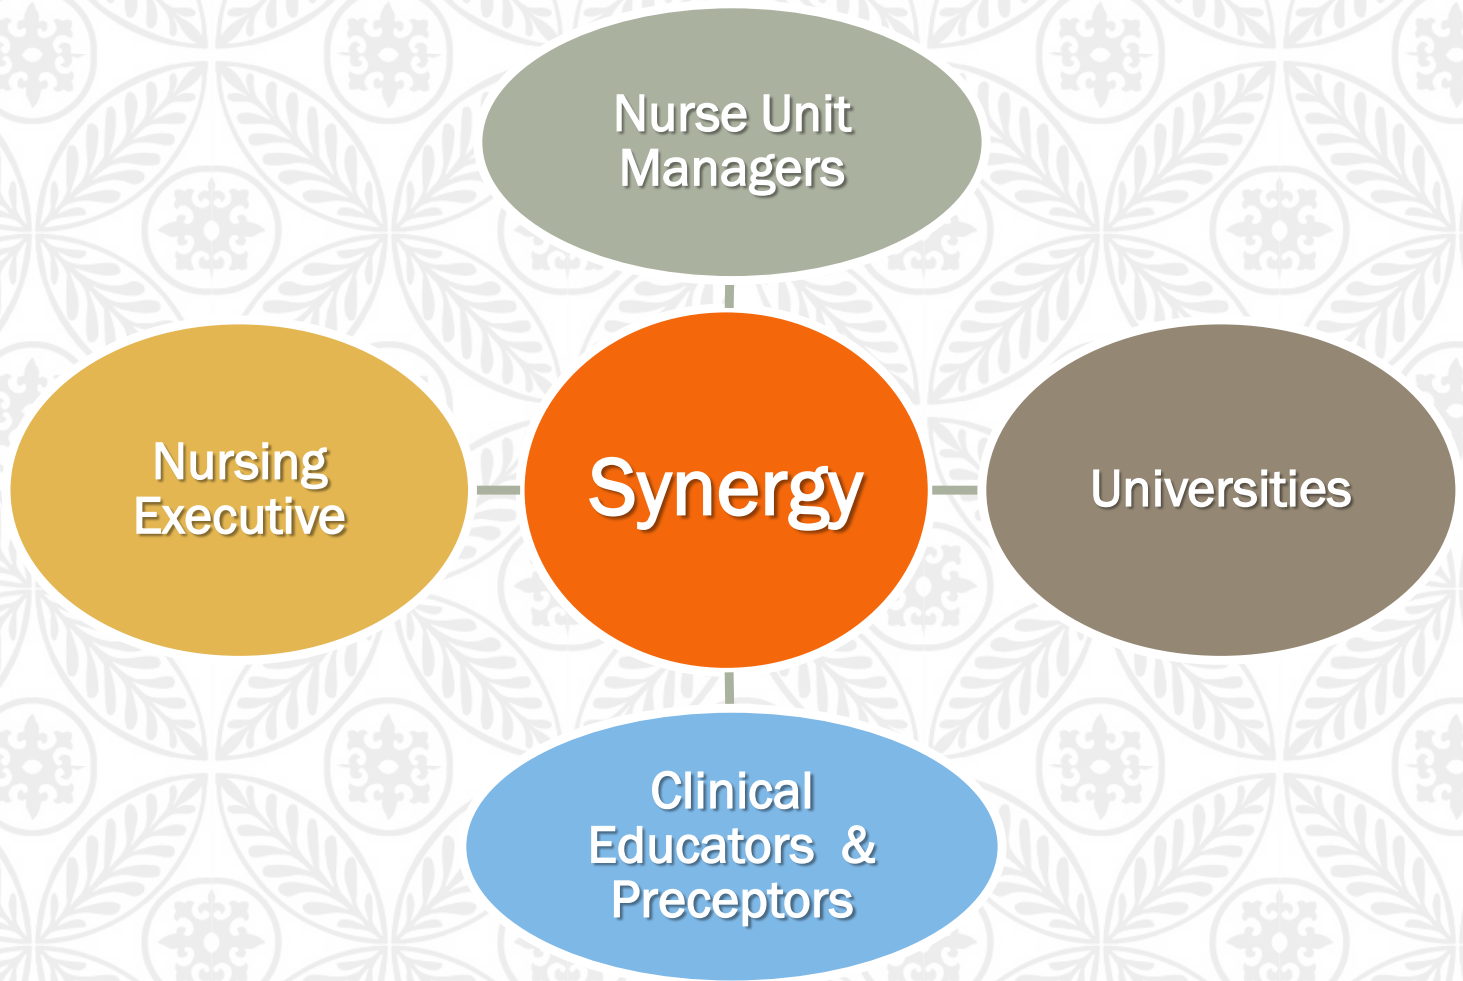 Nurse Unit
Managers
Nursing
Executive
Synergy
Universities
Clinical
Educators  &
Preceptors